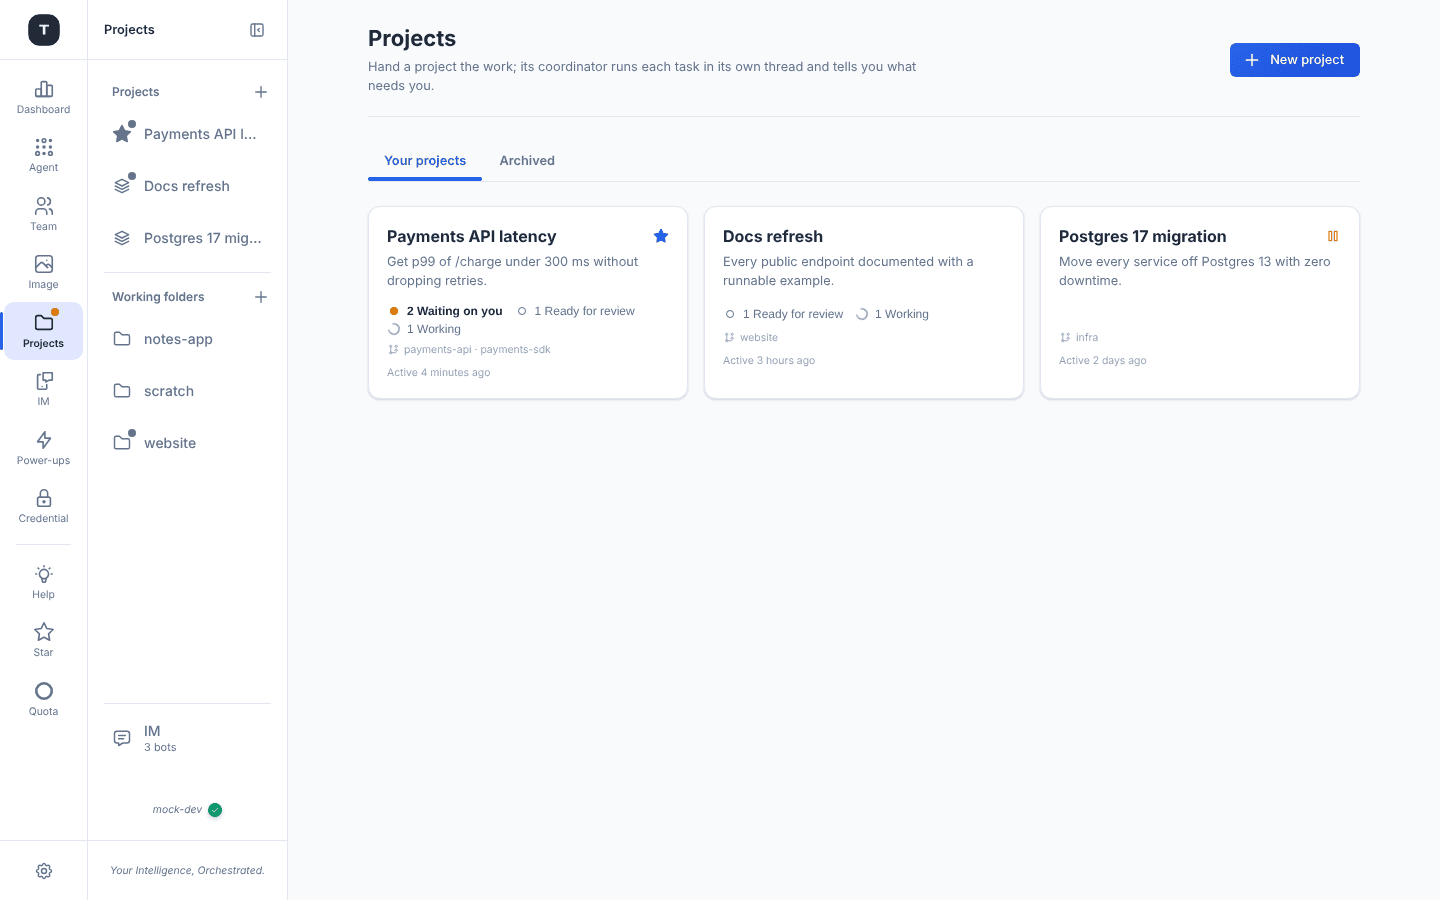 T
Dashboard
Agent
Team
Image
Projects
IM
Power-ups
Credential
Help
Star
Quota
Projects
Projects
Payments API l...
Docs refresh
Postgres 17 mig...
Working folders
notes-app
scratch
website
IM
3 bots
mock-dev
Your Intelligence, Orchestrated.
Projects
Hand a project the work; its coordinator runs each task in its own thread and tells you what
needs you.
New project
Your projects
Archived
Payments API latency
Get p99 of /charge under 300 ms without
dropping retries.
2 Waiting on you
1 Ready for review
1 Working
payments-api · payments-sdk
Active 4 minutes ago
Docs refresh
Every public endpoint documented with a
runnable example.
1 Ready for review
1 Working
website
Active 3 hours ago
Postgres 17 migration
Move every service off Postgres 13 with zero
downtime.
infra
Active 2 days ago